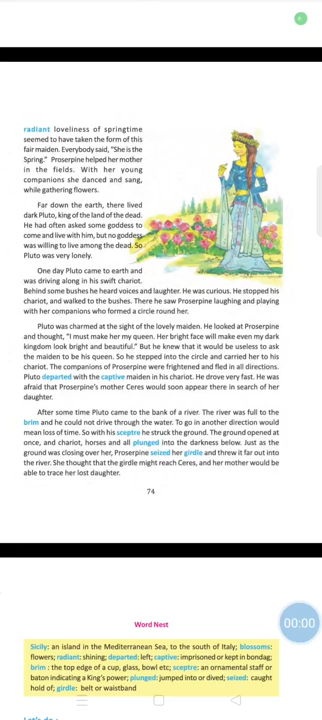 radiant loveliness of springtime
seemed to have taken the form of this
fair maiden. Everybody said, "She is the
Spring." Proserpine helped her mother
in the fields. With her young
companions she danced and sang,
while gathering flowers.
Far down the earth, there lived
dark Pluto, king of the land of the dead.
He had often asked some goddess to
come and live with him, but no goddess
was willing to live among the dead. So
Pluto was very lonely.
One day Pluto came to earth and
was driving along in his swift chariot.
Behind some bushes he heard voices and laughter. He was curious. He stopped his
chariot, and walked to the bushes. There he saw Proserpine laughing and playing
with her companions who formed a circle round her.
Pluto was charmed at the sight of the lovely maiden. He looked at Proserpine
and thought, "I must make her my queen. Her bright face will make even my dark
kingdom look bright and beautiful." But he knew that it would be useless to ask
the maiden to be his queen. So he stepped into the circle and carried her to his
chariot. The companions of Proserpine were frightened and fled in all directions.
Pluto departed with the captive maiden in his chariot. He drove very fast. He was
afraid that Proserpine's mother Ceres would soon appear there in search of her
daughter.
After some time Pluto came to the bank of a river. The river was full to the
brim and he could not drive through the water. To go in another direction would
mean loss of time. So with his sceptre he struck the ground. The ground opened at
once, and chariot, horses and all plunged into the darkness below. Just as the
ground was closing over her, Proserpine seized her girdle and threw it far out into
the river. She thought that the girdle might reach Ceres, and her mother would be
able to trace her lost daughter.
74
Word Nest
00:00
Sicily: an island in the Mediterranean Sea, to the south of Italy; blossoms:
flowers; radiant: shining; departed: left; captive: imprisoned or kept in bondag;
brim : the top edge of a cup, glass, bowl etc; sceptre: an ornamental staff or
baton indicating a King's power; plunged: jumped into or dived; seized: caught
hold of; girdle: belt or waistband
Let's do :